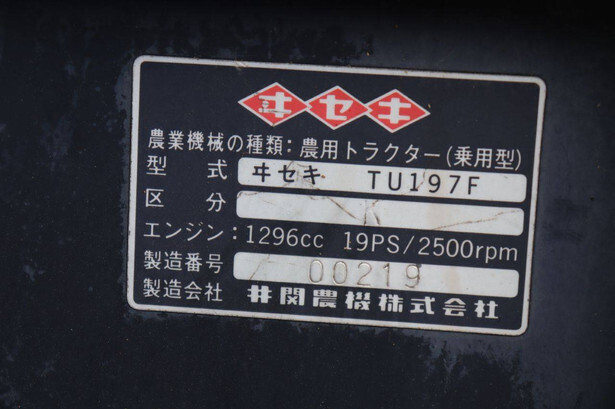 ヰセキ
農業機械の種類：農用トラクター(乗用型)
型式 ヰセキ TU197F
区分 K
エンジン：1296cc 19PS/2500rpm
製造番号 00219
製造会社 井関農機株式会社